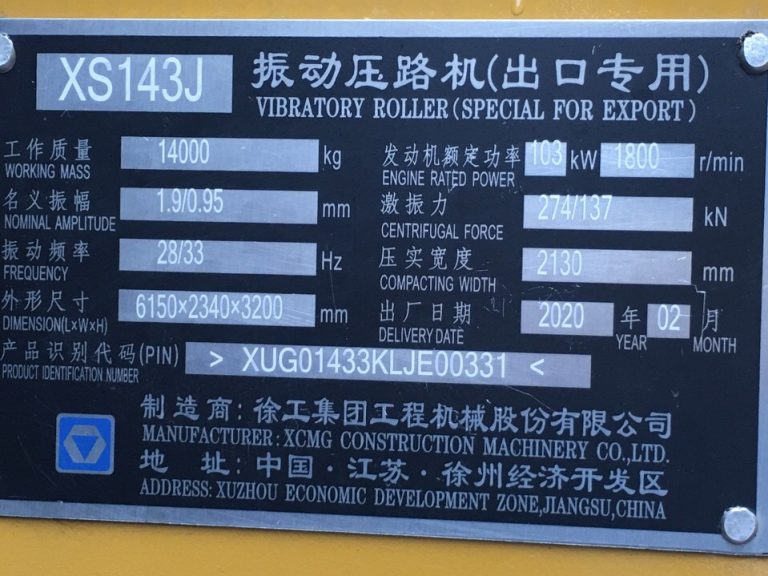 XS143J 振动压路机(出口专用)
VIBRATORY ROLLER(SPECIAL FOR EXPORT)
工作质量 14000 kg 发动机额定功率 103 kW 1800 r/min
WORKING MASS ENGINE RATED POWER
名义振幅 1.9/0.95 mm 激振力 274/137 kN
NOMINAL AMPLITUDE CENTRIFUGAL FORCE
振动频率 28/33 Hz 压实宽度 2130 mm
FREQUENCY COMPACTING WIDTH
外形尺寸 6150×2340×3200 mm 出厂日期 2020 年 02 月
DIMENSION(L×W×H) DELIVERY DATE YEAR MONTH
产品识别代码(PIN) > XUG01433KLJE00331 <
PRODUCT IDENTIFICATION NUMBER
制造商:徐工集团工程机械股份有限公司
MANUFACTURER:XCMG CONSTRUCTION MACHINERY CO.,LTD.
地 址:中国·江苏·徐州经济开发区
ADDRESS:XUZHOU ECONOMIC DEVELOPMENT ZONE,JIANGSU,CHINA